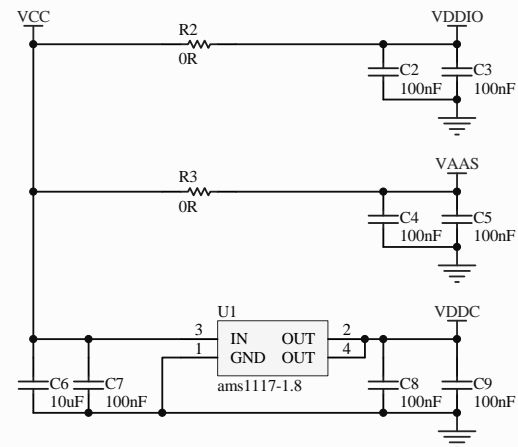 VCC
VDDIO
R2
0R
C2
100nF
C3
100nF
VAAS
R3
0R
C4
100nF
C5
100nF
U1
VDDC
3 IN OUT 2
1 GND OUT 4
ams1117-1.8
C6
10uF
C7
100nF
C8
100nF
C9
100nF